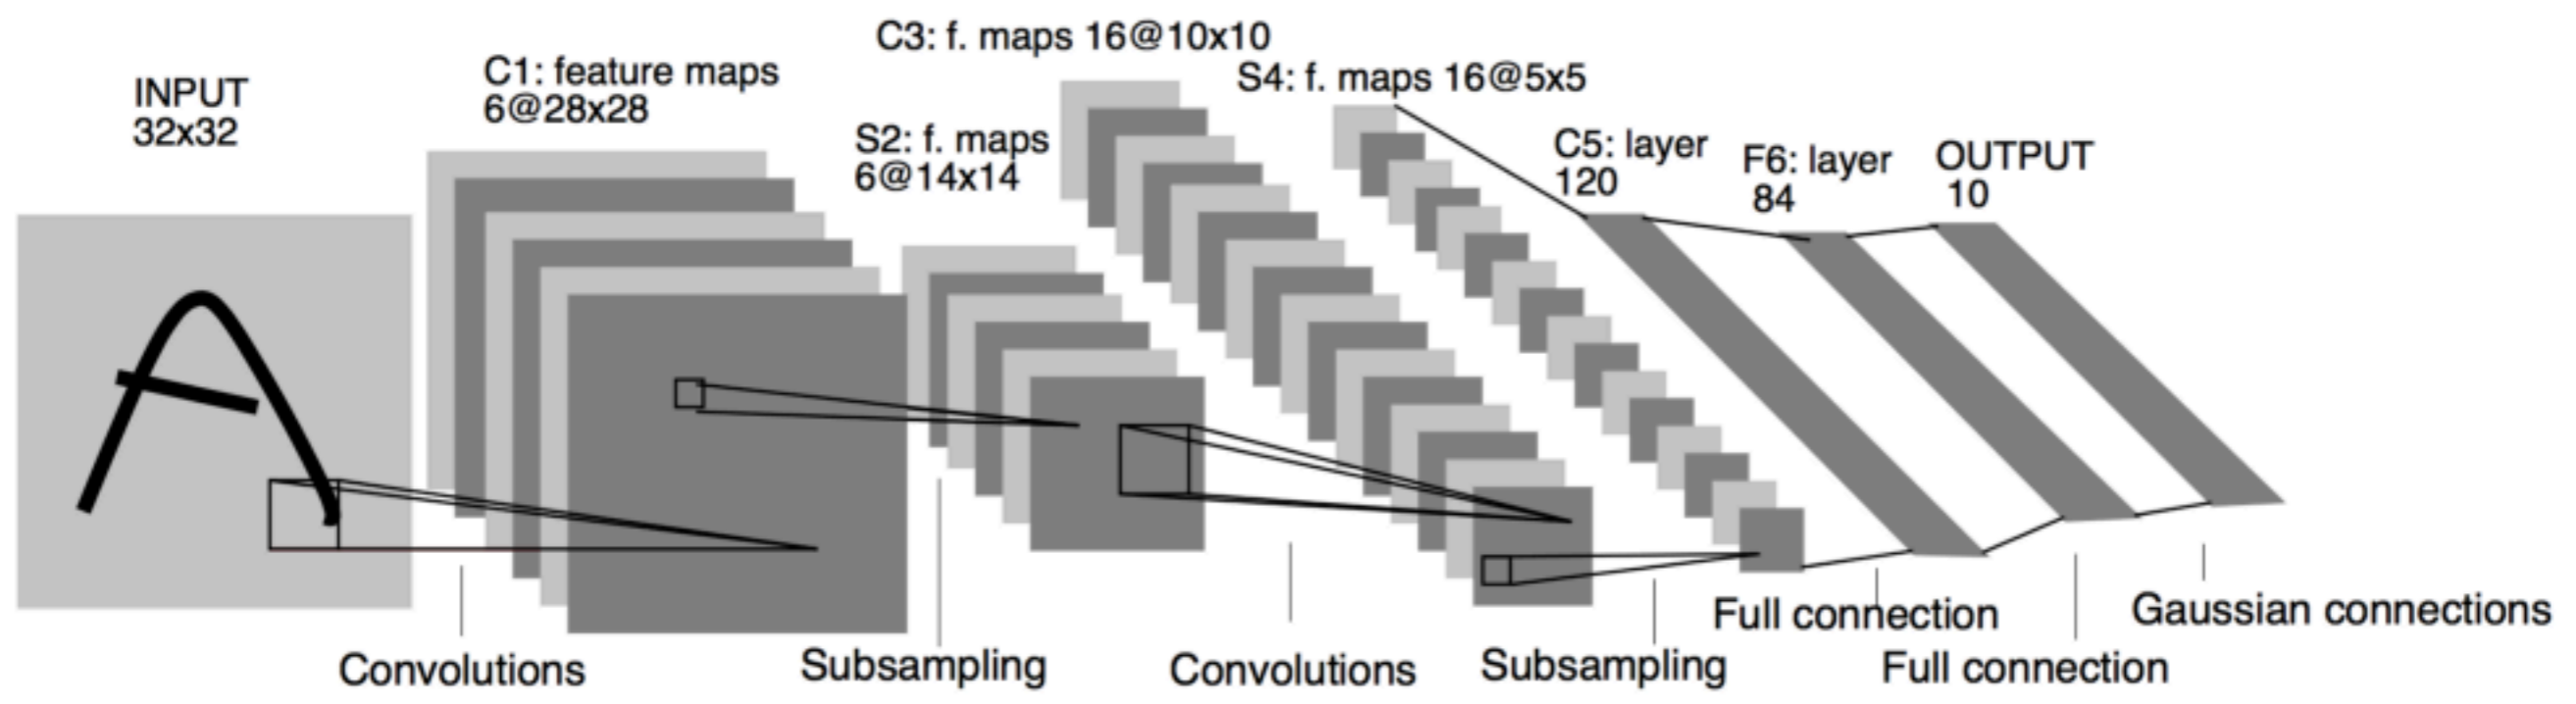 INPUT
32x32
C1: feature maps
6@28x28
S2: f. maps
6@14x14
C3: f. maps 16@10x10
S4: f. maps 16@5x5
C5: layer
120
F6: layer
84
OUTPUT
10
Convolutions
Subsampling
Convolutions
Subsampling
Full connection
Full connection
Gaussian connections